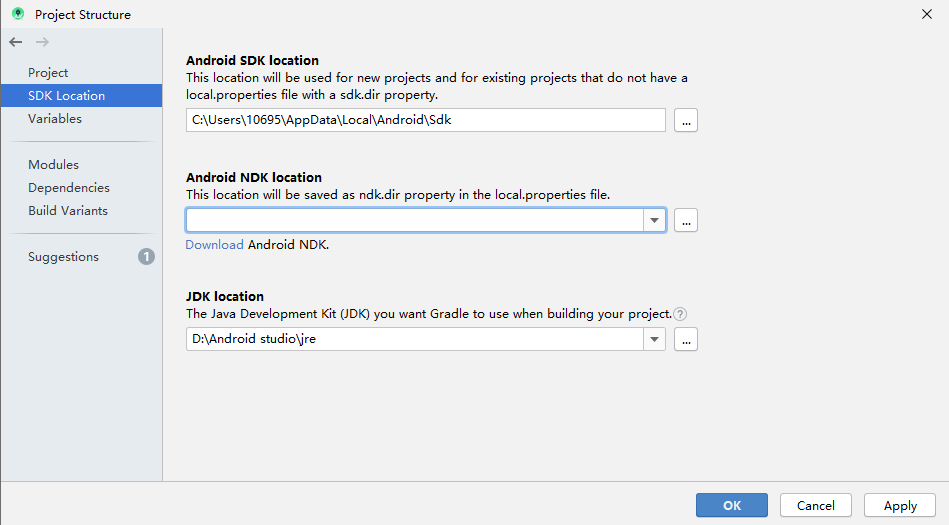 Project Structure
Project
SDK Location
Variables
Modules
Dependencies
Build Variants
Suggestions
1
Android SDK location
This location will be used for new projects and for existing projects that do not have a
local.properties file with a sdk.dir property.
C:\Users\10695\AppData\Local\Android\Sdk
...
Android NDK location
This location will be saved as ndk.dir property in the local.properties file.
...
Download Android NDK.
JDK location
The Java Development Kit (JDK) you want Gradle to use when building your project. ?
D:\Android studio\jre
...
OK
Cancel
Apply